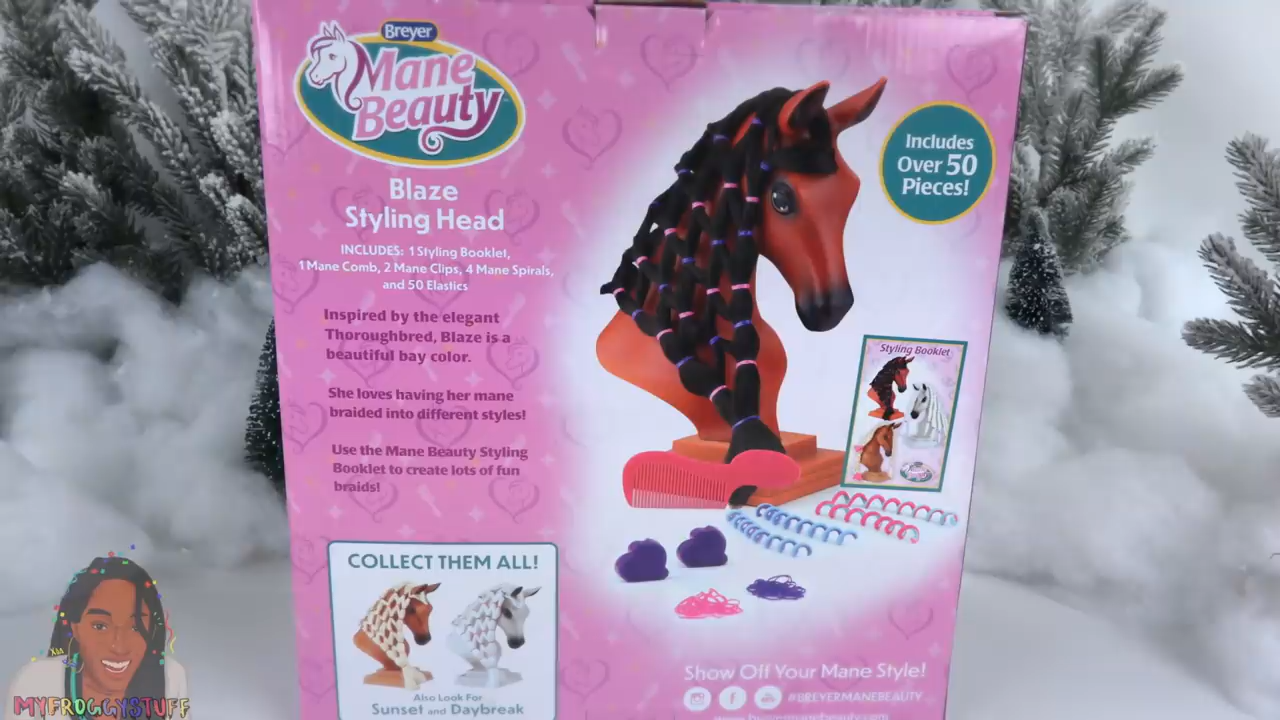 Breyer
Mane
Beauty
Blaze
Styling Head
INCLUDES: 1 Styling Booklet,
1 Mane Comb, 2 Mane Clips, 4 Mane Spirals,
and 50 Elastics
Inspired by the elegant
Thoroughbred, Blaze is a
beautiful bay color.
She loves having her mane
braided into different styles!
Use the Mane Beauty Styling
Booklet to create lots of fun
braids!
COLLECT THEM ALL!
Also Look For
Sunset and Daybreak
Includes
Over 50
Pieces!
Styling Booklet
Show Off Your Mane Style!
#BREYERMANEBEAUTY
www.breyermanebeauty.com
MYFROGGYSTUFF